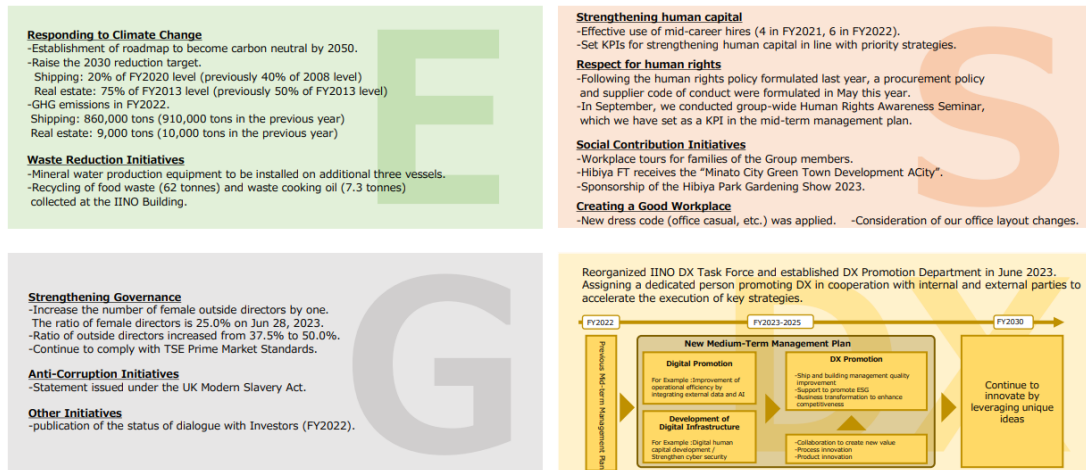 Responding to Climate Change
-Establishment of roadmap to become carbon neutral by 2050.
-Raise the 2030 reduction target.
Shipping: 20% of FY2020 level (previously 40% of 2008 level)
Real estate: 75% of FY2013 level (previously 50% of FY2013 level)
-GHG emissions in FY2022.
Shipping: 860,000 tons (910,000 tons in the previous year)
Real estate: 9,000 tons (10,000 tons in the previous year)
Waste Reduction Initiatives
-Mineral water production equipment to be installed on additional three vessels.
-Recycling of food waste (62 tonnes) and waste cooking oil (7.3 tonnes)
collected at the IINO Building.
E
Strengthening human capital
-Effective use of mid-career hires (4 in FY2021, 6 in FY2022).
-Set KPIs for strengthening human capital in line with priority strategies.
Respect for human rights
-Following the human rights policy formulated last year, a procurement policy
and supplier code of conduct were formulated in May this year.
-In September, we conducted group-wide Human Rights Awareness Seminar,
which we have set as a KPI in the mid-term management plan.
Social Contribution Initiatives
-Workplace tours for families of the Group members.
-Hibiya FT receives the "Minato City Green Town Development ACity".
-Sponsorship of the Hibiya Park Gardening Show 2023.
Creating a Good Workplace
-New dress code (office casual, etc.) was applied. -Consideration of our office layout changes.
S
Strengthening Governance
-Increase the number of female outside directors by one.
The ratio of female directors is 25.0% on Jun 28, 2023.
-Ratio of outside directors increased from 37.5% to 50.0%.
-Continue to comply with TSE Prime Market Standards.
Anti-Corruption Initiatives
-Statement issued under the UK Modern Slavery Act.
Other Initiatives
-publication of the status of dialogue with Investors (FY2022).
G
Reorganized IINO DX Task Force and established DX Promotion Department in June 2023.
Assigning a dedicated person promoting DX in cooperation with internal and external parties to
accelerate the execution of key strategies.
DX
FY2022
FY2023-2025
FY2030
Previous Mid-term Management Plan
New Medium-Term Management Plan
Digital Promotion
For Example :Improvement of
operational efficiency by
integrating external data and AI
Development of
Digital Infrastructure
For Example :Digital human
capital development /
Strengthen cyber security
DX Promotion
-Ship and building management quality
improvement
-Support to promote ESG
-Business transformation to enhance
competitiveness
-Collaboration to create new value
-Process innovation
-Product innovation
Continue to
innovate by
leveraging unique
ideas